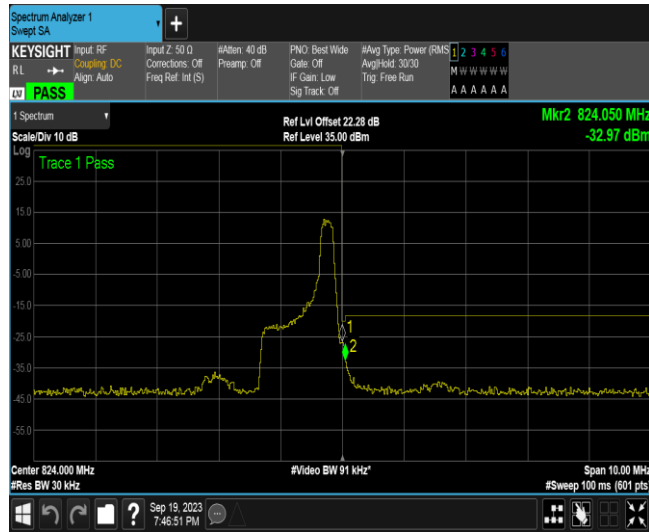 Spectrum Analyzer 1
Swept SA
KEYSIGHT
RL
LXI PASS
Input: RF
Coupling: DC
Align: Auto
Input Z: 50 Ω
Corrections: Off
Freq Ref: Int (S)
#Atten: 40 dB
Preamp: Off
PNO: Best Wide
Gate: Off
IF Gain: Low
Sig Track: Off
#Avg Type: Power (RMS
Avg|Hold: 30/30
Trig: Free Run
1 2 3 4 5 6
M W W W W W
A A A A A A
1 Spectrum
Scale/Div 10 dB
Ref Lvl Offset 22.28 dB
Ref Level 35.00 dBm
Mkr2 824.050 MHz
-32.97 dBm
Log
Trace 1 Pass
25.0
15.0
5.00
-5.00
-15.0
-25.0
-35.0
-45.0
-55.0
1
2
Center 824.000 MHz
#Res BW 30 kHz
#Video BW 91 kHz*
Span 10.00 MHz
#Sweep 100 ms (601 pts)
?
Sep 19, 2023
7:46:51 PM